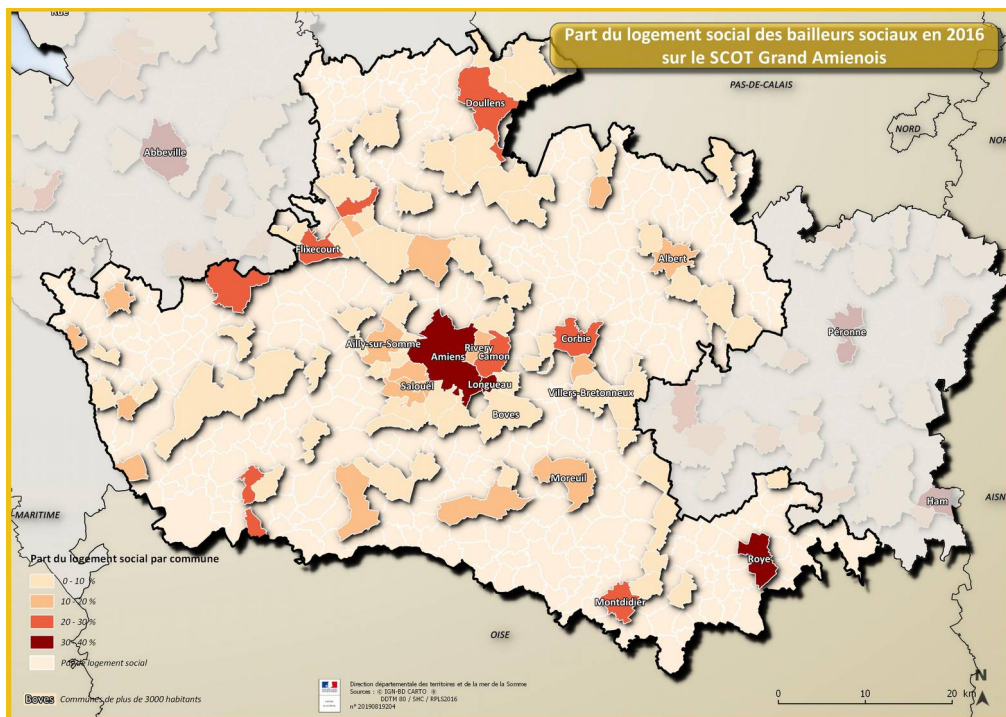 Part du logement social des bailleurs sociaux en 2016
sur le SCOT Grand Amienois
Rue
PAS-DE-CALAIS
Doullens
NORD
Abbeville
Flixecourt
Albert
Péronne
Ailly-sur-Somme
Rivery
Corbie
Amiens
Camon
Salouël
Longueau
Villers-Bretonneux
Boves
Moreuil
Ham
MARITIME
Roye
Montdidier
OISE
Part du logement social par commune
0 - 10 %
10 - 20 %
20 - 30 %
30 - 40 %
Pas de logement social
Boves Communes de plus de 3000 habitants
Direction départementale des territoires et de la mer de la Somme
Sources : © IGN-BD CARTO ®
DDTM 80 / SHC / RPLS2016
n° 20190819204
0 10 20 km
N